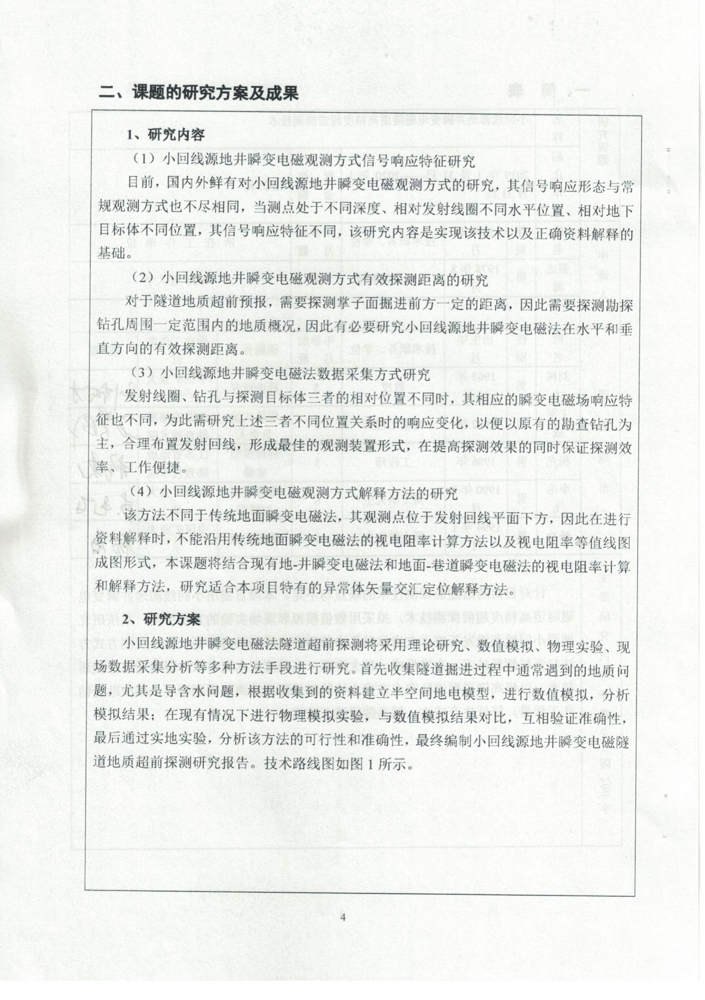 二、课题的研究方案及成果
1、研究内容
（1）小回线源地井瞬变电磁观测方式信号响应特征研究
目前，国内外鲜有对小回线源地井瞬变电磁观测方式的研究，其信号响应形态与常
规观测方式也不尽相同，当测点处于不同深度、相对发射线圈不同水平位置、相对地下
目标体不同位置，其信号响应特征不同，该研究内容是实现该技术以及正确资料解释的
基础。
（2）小回线源地井瞬变电磁观测方式有效探测距离的研究
对于隧道地质超前预报，需要探测掌子面掘进前方一定的距离，因此需要探测勘探
钻孔周围一定范围内的地质概况，因此有必要研究小回线源地井瞬变电磁法在水平和垂
直方向的有效探测距离。
（3）小回线源地井瞬变电磁法数据采集方式研究
发射线圈、钻孔与探测目标体三者的相对位置不同时，其相应的瞬变电磁场响应特
征也不同，为此需研究上述三者不同位置关系时的响应变化，以便以原有的勘查钻孔为
主，合理布置发射回线，形成最佳的观测装置形式，在提高探测效果的同时保证探测效
率、工作便捷。
（4）小回线源地井瞬变电磁观测方式解释方法的研究
该方法不同于传统地面瞬变电磁法，其观测点位于发射回线平面下方，因此在进行
资料解释时，不能沿用传统地面瞬变电磁法的视电阻率计算方法以及视电阻率等值线图
成图形式，本课题将结合现有地-井瞬变电磁法和地面-巷道瞬变电磁法的视电阻率计算
和解释方法，研究适合本项目特有的异常体矢量交汇定位解释方法。
2、研究方案
小回线源地井瞬变电磁法隧道超前探测将采用理论研究、数值模拟、物理实验、现
场数据采集分析等多种方法手段进行研究。首先收集隧道掘进过程中通常遇到的地质问
题，尤其是导含水问题，根据收集到的资料建立半空间地电模型，进行数值模拟，分析
模拟结果；在现有情况下进行物理模拟实验，与数值模拟结果对比，互相验证准确性，
最后通过实地实验，分析该方法的可行性和准确性，最终编制小回线源地井瞬变电磁隧
道地质超前探测研究报告。技术路线图如图 1 所示。
4